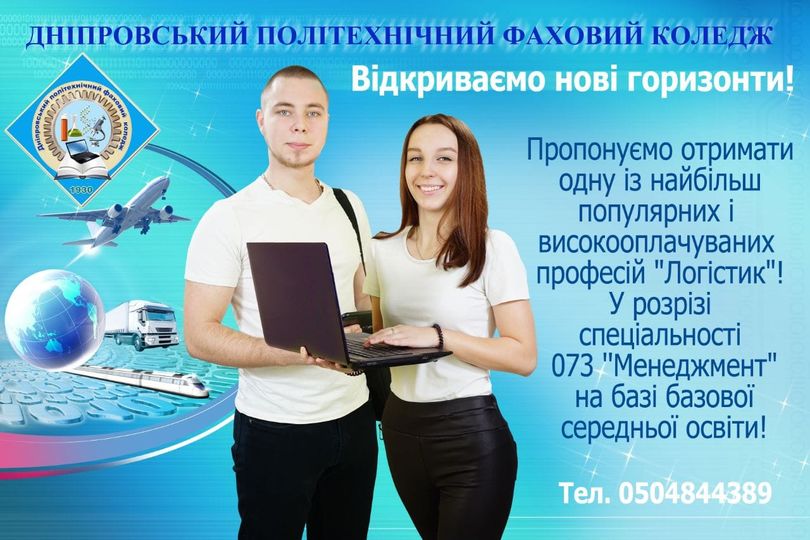 ДНІПРОВСЬКИЙ ПОЛІТЕХНІЧНИЙ ФАХОВИЙ КОЛЕДЖ
Відкриваємо нові горизонти!
Дніпровський політехнічний фаховий коледж
1930
Пропонуємо отримати
одну із найбільш
популярних і
високооплачуваних
професій "Логістик"!
У розрізі
спеціальності
073 "Менеджмент"
на базі базової
середньої освіти!
Тел. 0504844389